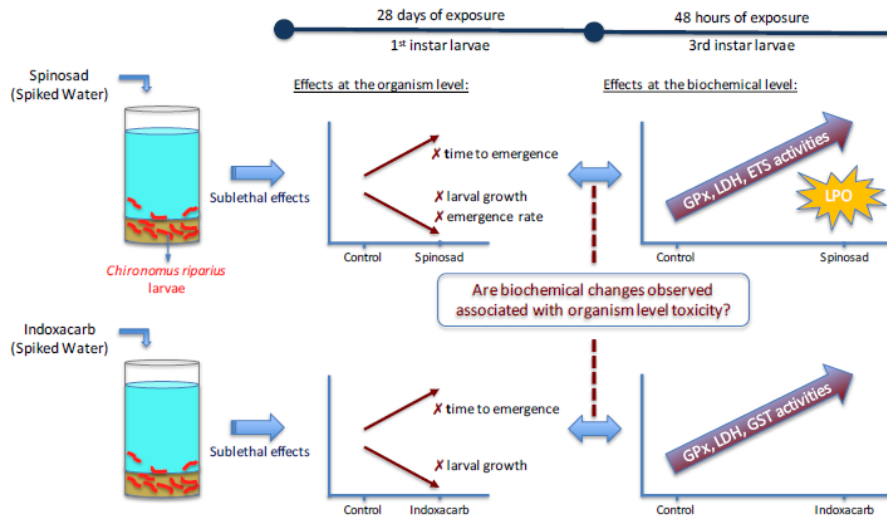 28 days of exposure
48 hours of exposure
1st instar larvae
3rd instar larvae
Spinosad
(Spiked Water)
Effects at the organism level:
Effects at the biochemical level:
✗ time to emergence
Sublethal effects
✗ larval growth
✗ emergence rate
GPx, LDH, ETS activities
LPO
Control
Spinosad
Control
Spinosad
Chironomus riparius
larvae
Are biochemical changes observed
associated with organism level toxicity?
Indoxacarb
(Spiked Water)
✗ time to emergence
Sublethal effects
✗ larval growth
GPx, LDH, GST activities
Control
Indoxacarb
Control
Indoxacarb